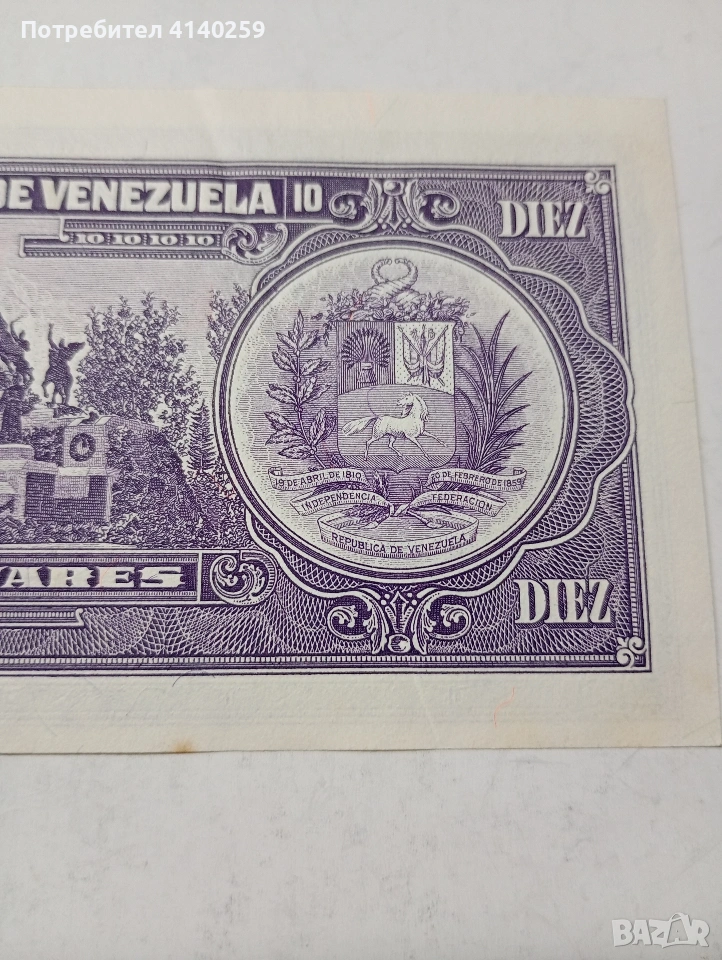 Потребител 4140259
DE VENEZUELA 10
DIEZ
10 10 10 10
19 DE ABRIL DE 1810
20 DE FEBRERO DE 1859
INDEPENDENCIA
FEDERACION
REPUBLICA DE VENEZUELA
ARES
DIEZ
BAZAR